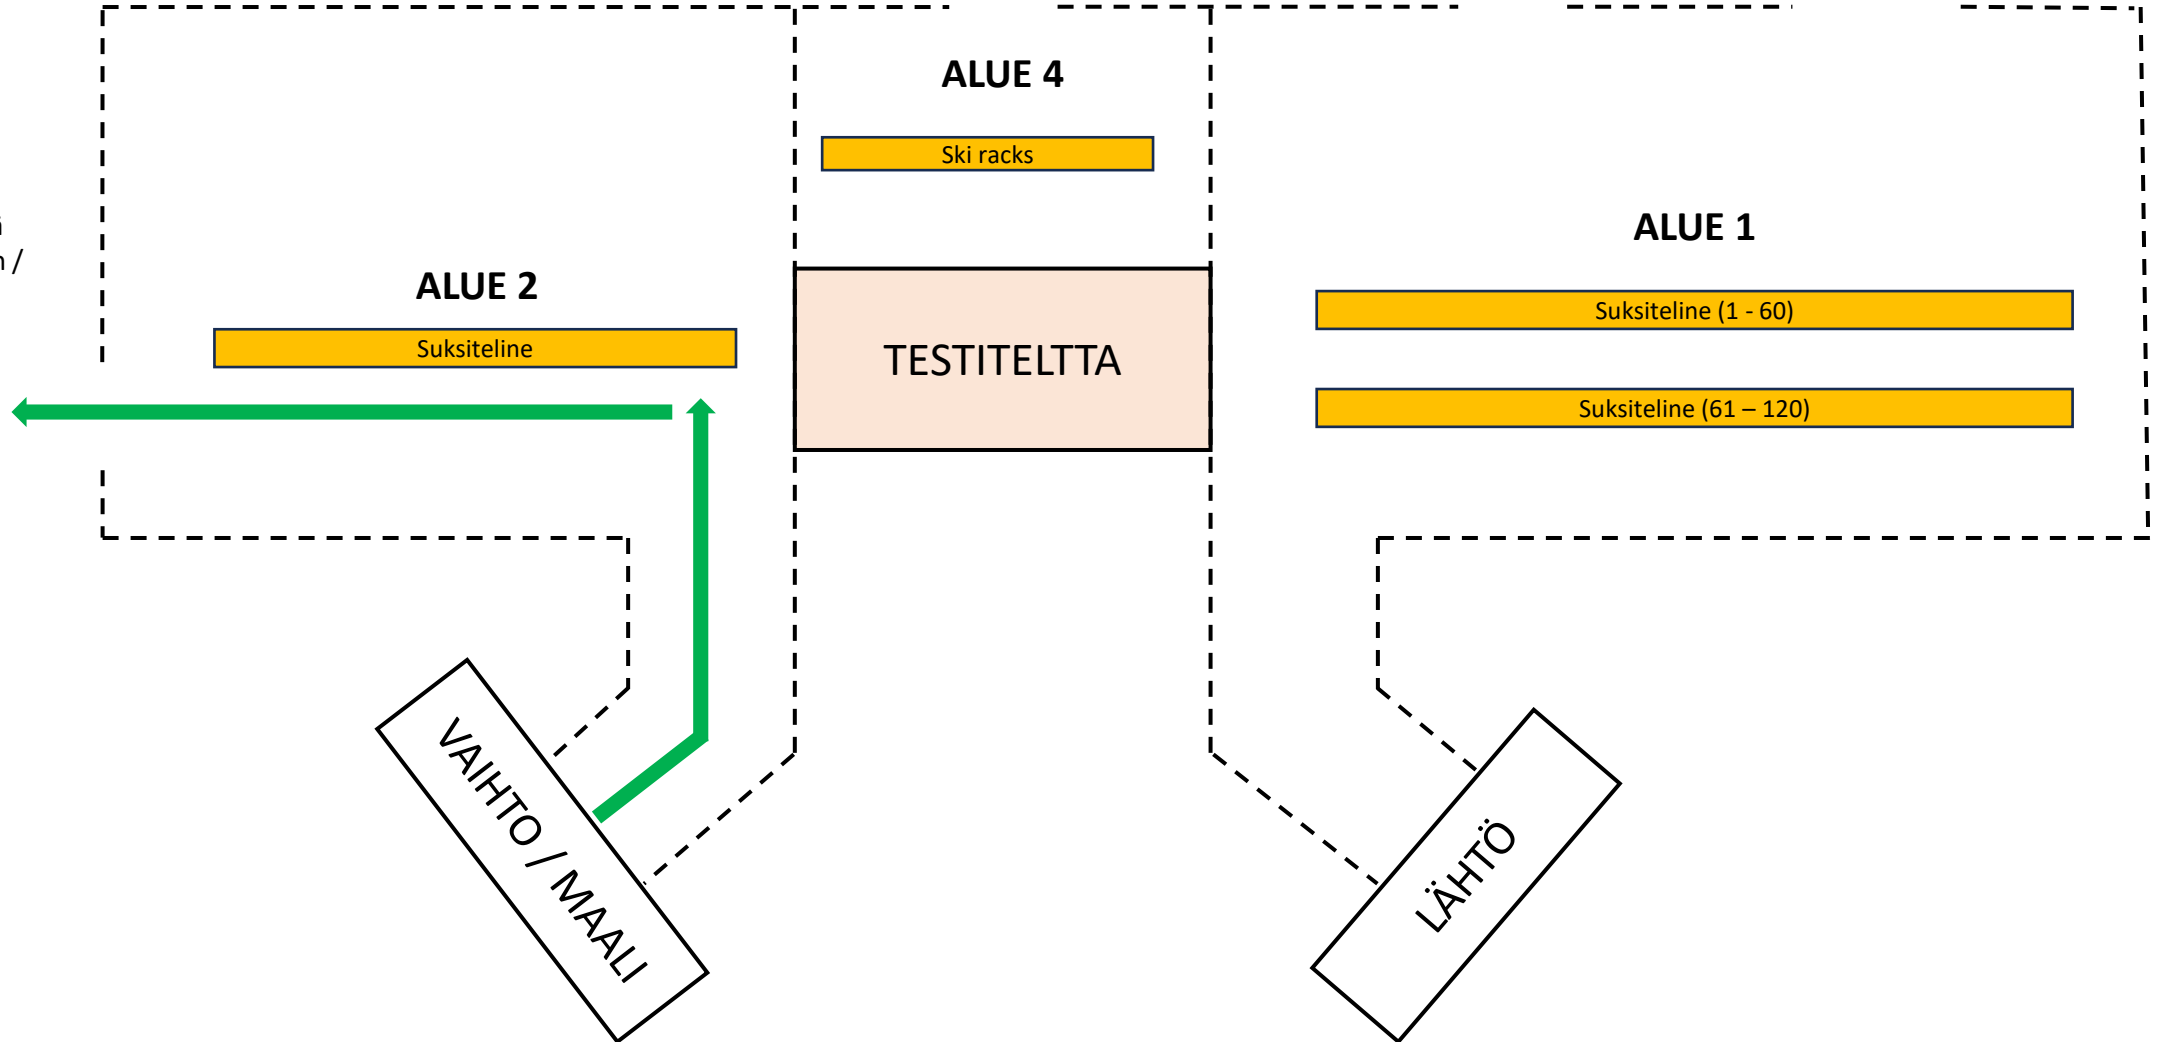 ALUE 4
Ski racks
ALUE 1
ALUE 2
Suksiteline (1 - 60)
Suksiteline
TESTITELTTA
Suksiteline (61 – 120)
VAIHTO / MAALI
LÄHTÖ